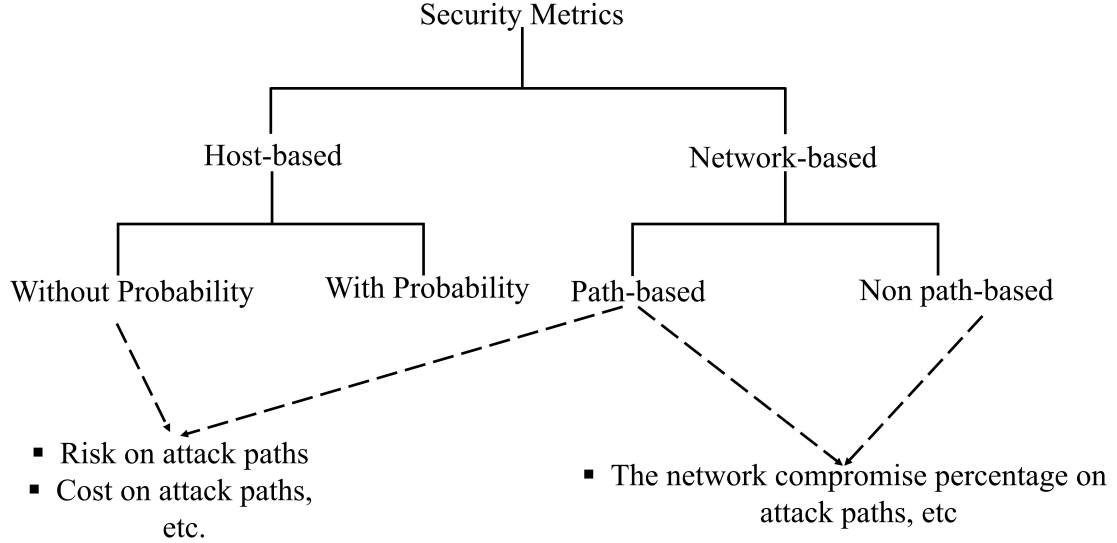 Security Metrics
Host-based
Network-based
Without Probability
With Probability
Path-based
Non path-based
▪ Risk on attack paths
▪ Cost on attack paths,
etc.
▪ The network compromise percentage on
attack paths, etc